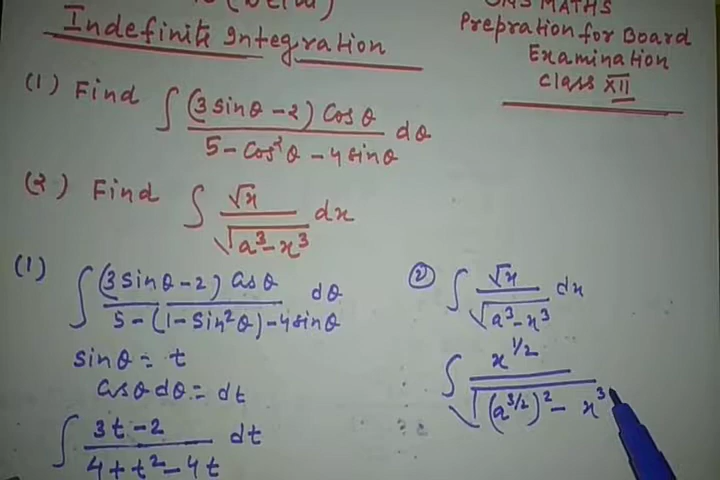 Indefinite Integration
OMS MATHS
Prepration for Board
Examination
Class XII
(1) Find ∫ (3 sinθ - 2) Cosθ / 5 - Cos²θ - 4 sinθ dθ
(2) Find ∫ √x / √a³-x³ dx
(1) ∫ (3 sinθ - 2) Cosθ / 5 - (1 - Sin²θ) - 4 sinθ dθ
sinθ = t
Cosθ dθ = dt
∫ 3t - 2 / 4 + t² - 4t dt
(2) ∫ √x / √a³-x³ dx
∫ x^1/2 / √(a^3/2)² - x³